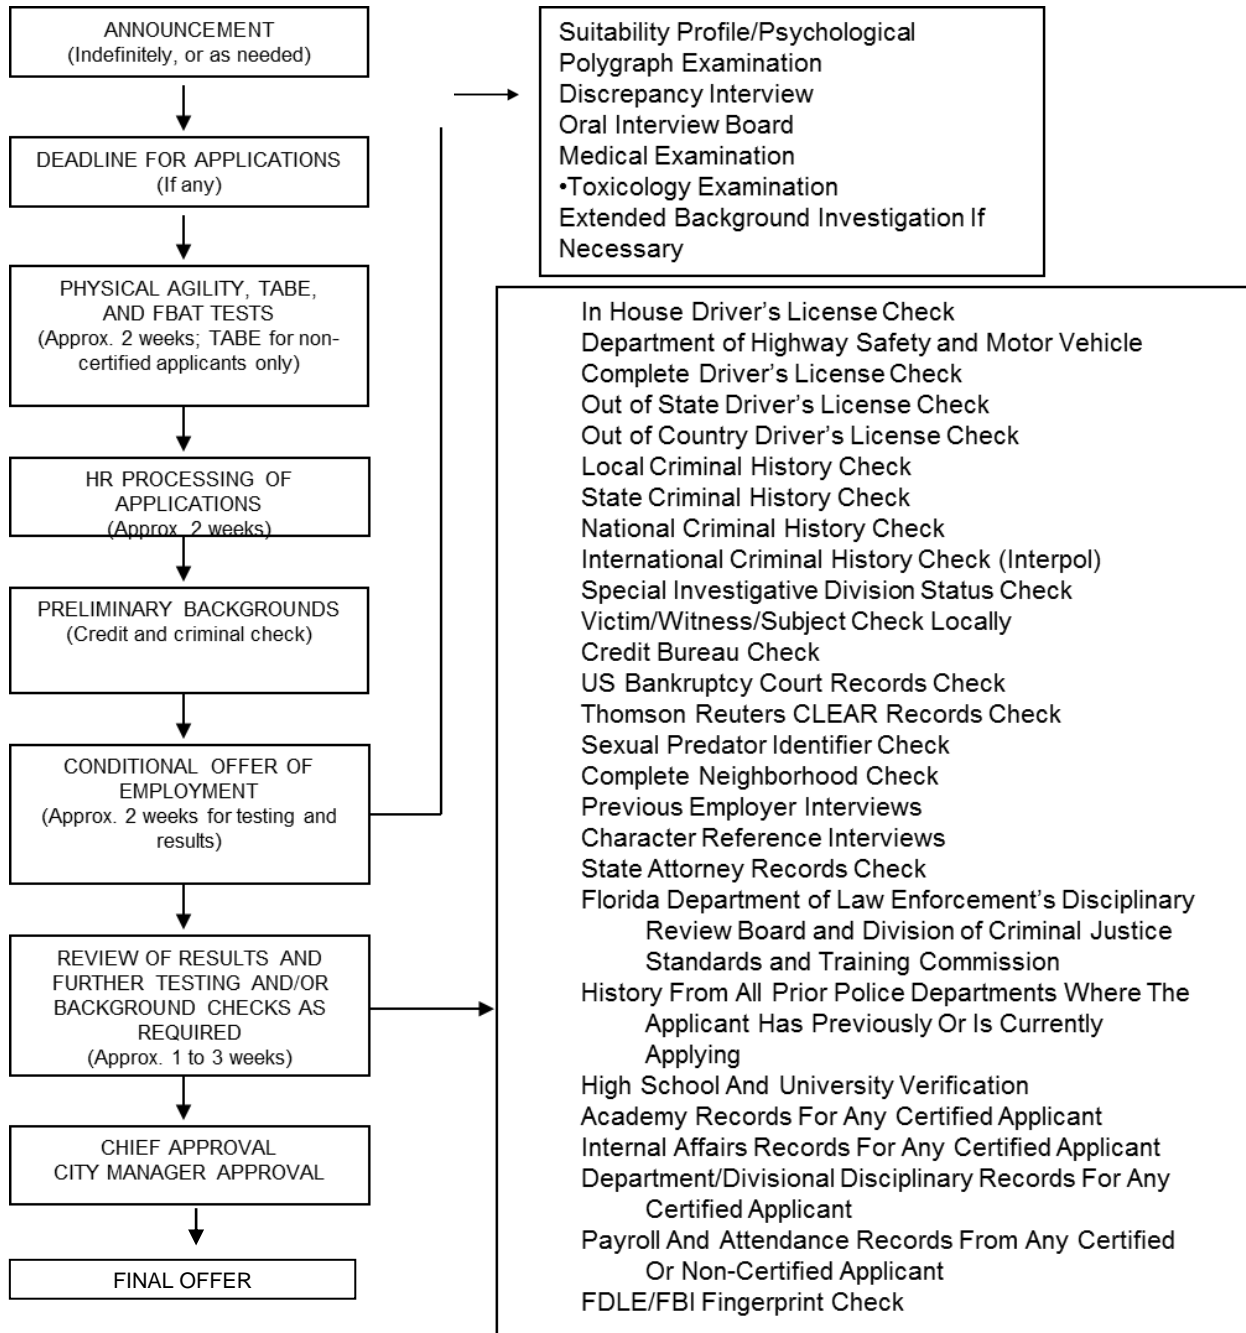 ANNOUNCEMENT
(Indefinitely, or as needed)
DEADLINE FOR APPLICATIONS
(If any)
PHYSICAL AGILITY, TABE,
AND FBAT TESTS
(Approx. 2 weeks; TABE for non-
certified applicants only)
HR PROCESSING OF
APPLICATIONS
(Approx. 2 weeks)
PRELIMINARY BACKGROUNDS
(Credit and criminal check)
CONDITIONAL OFFER OF
EMPLOYMENT
(Approx. 2 weeks for testing and
results)
REVIEW OF RESULTS AND
FURTHER TESTING AND/OR
BACKGROUND CHECKS AS
REQUIRED
(Approx. 1 to 3 weeks)
CHIEF APPROVAL
CITY MANAGER APPROVAL
FINAL OFFER
Suitability Profile/Psychological
Polygraph Examination
Discrepancy Interview
Oral Interview Board
Medical Examination
•Toxicology Examination
Extended Background Investigation If
Necessary
In House Driver’s License Check
Department of Highway Safety and Motor Vehicle
Complete Driver’s License Check
Out of State Driver’s License Check
Out of Country Driver’s License Check
Local Criminal History Check
State Criminal History Check
National Criminal History Check
International Criminal History Check (Interpol)
Special Investigative Division Status Check
Victim/Witness/Subject Check Locally
Credit Bureau Check
US Bankruptcy Court Records Check
Thomson Reuters CLEAR Records Check
Sexual Predator Identifier Check
Complete Neighborhood Check
Previous Employer Interviews
Character Reference Interviews
State Attorney Records Check
Florida Department of Law Enforcement’s Disciplinary
Review Board and Division of Criminal Justice
Standards and Training Commission
History From All Prior Police Departments Where The
Applicant Has Previously Or Is Currently
Applying
High School And University Verification
Academy Records For Any Certified Applicant
Internal Affairs Records For Any Certified Applicant
Department/Divisional Disciplinary Records For Any
Certified Applicant
Payroll And Attendance Records From Any Certified
Or Non-Certified Applicant
FDLE/FBI Fingerprint Check